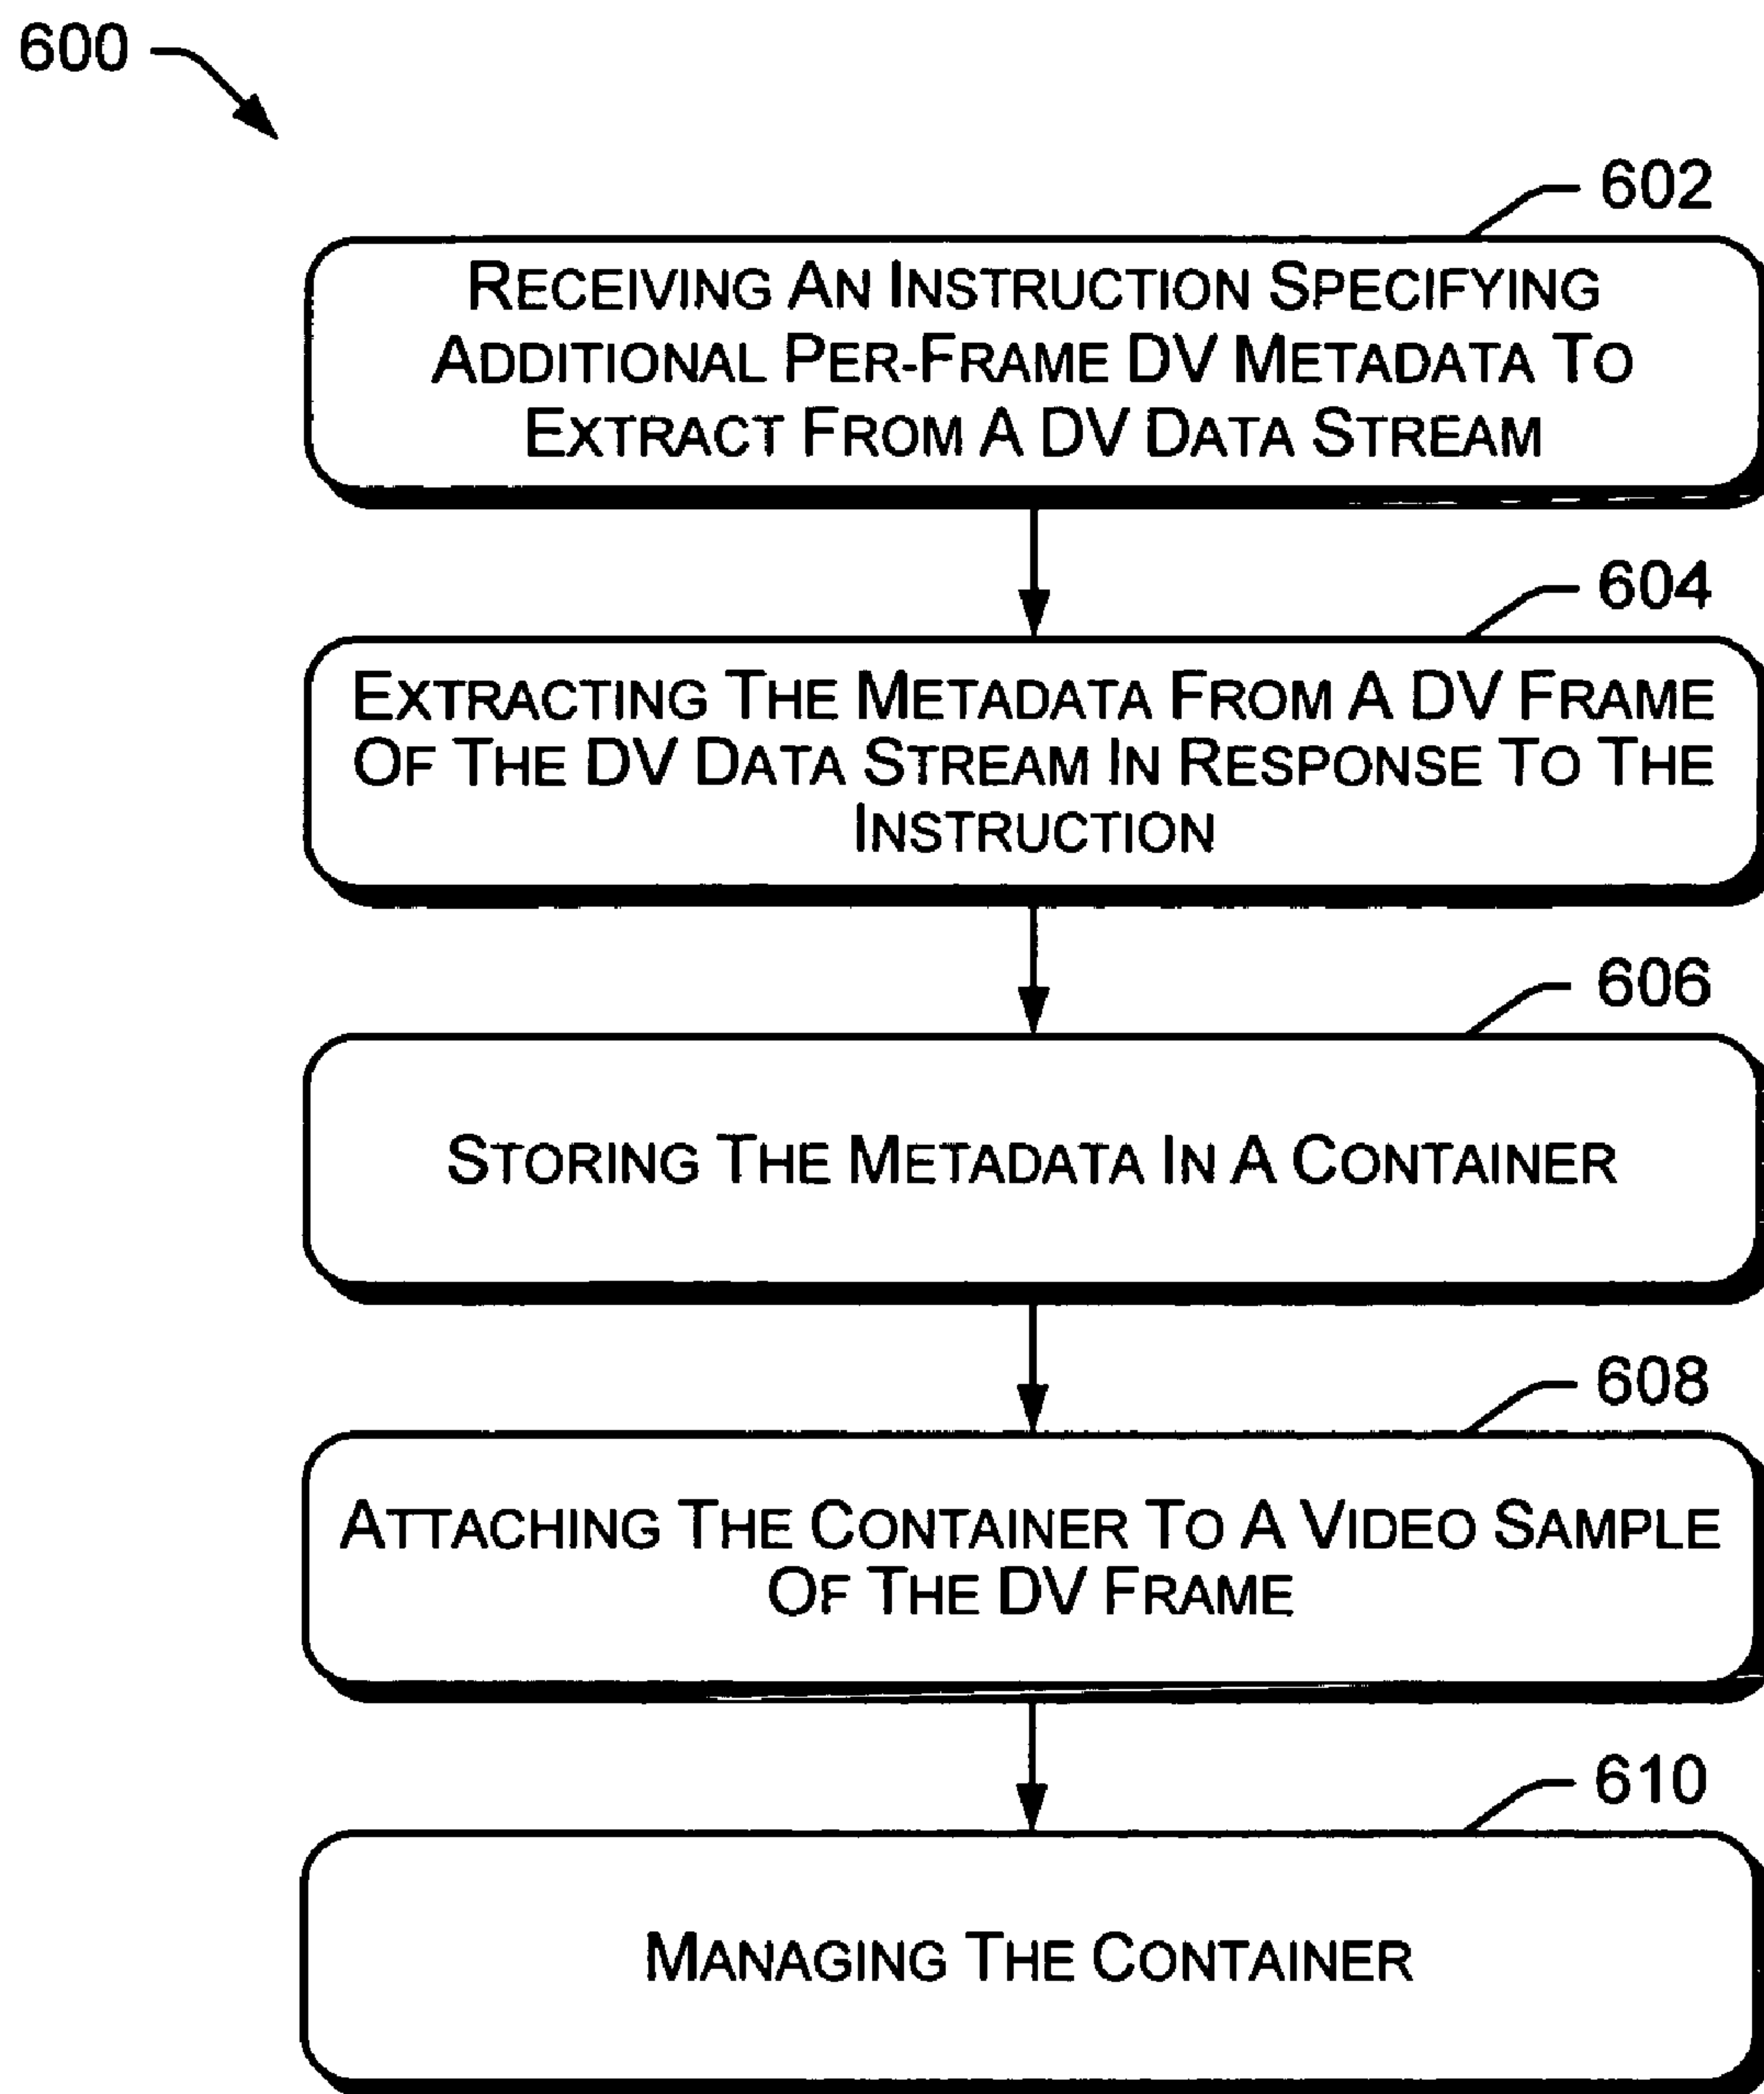 600
602
RECEIVING AN INSTRUCTION SPECIFYING
ADDITIONAL PER-FRAME DV METADATA TO
EXTRACT FROM A DV DATA STREAM
604
EXTRACTING THE METADATA FROM A DV FRAME
OF THE DV DATA STREAM IN RESPONSE TO THE
INSTRUCTION
606
STORING THE METADATA IN A CONTAINER
608
ATTACHING THE CONTAINER TO A VIDEO SAMPLE
OF THE DV FRAME
610
MANAGING THE CONTAINER